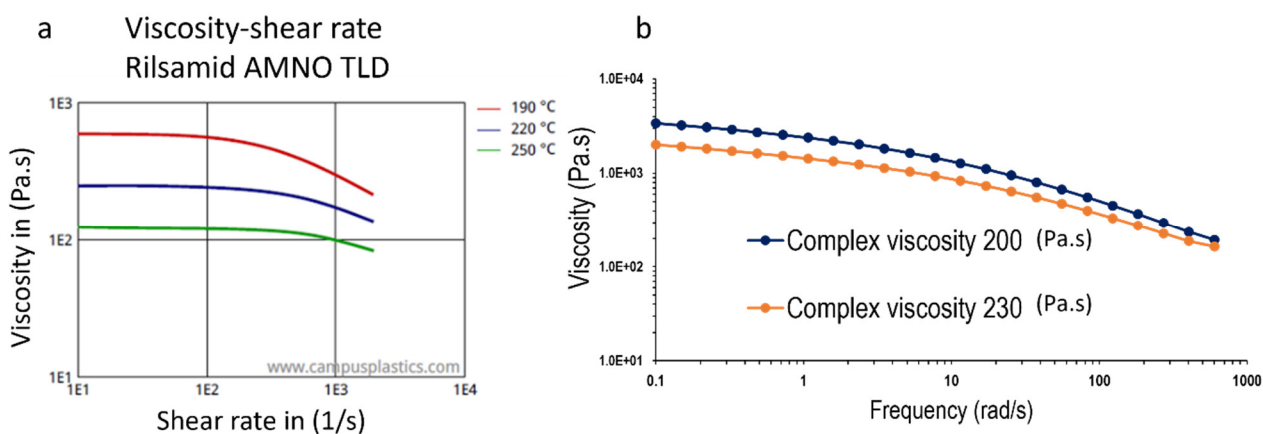 a
Viscosity-shear rate
Rilsamid AMNO TLD
1E3
1E2
1E1
Viscosity in (Pa.s)
190 °C
220 °C
250 °C
www.campusplastics.com
1E1 1E2 1E3 1E4
Shear rate in (1/s)
b
1.0E+04
1.0E+03
1.0E+02
1.0E+01
Viscosity (Pa.s)
Complex viscosity 200 (Pa.s)
Complex viscosity 230 (Pa.s)
0.1 1 10 100 1000
Frequency (rad/s)